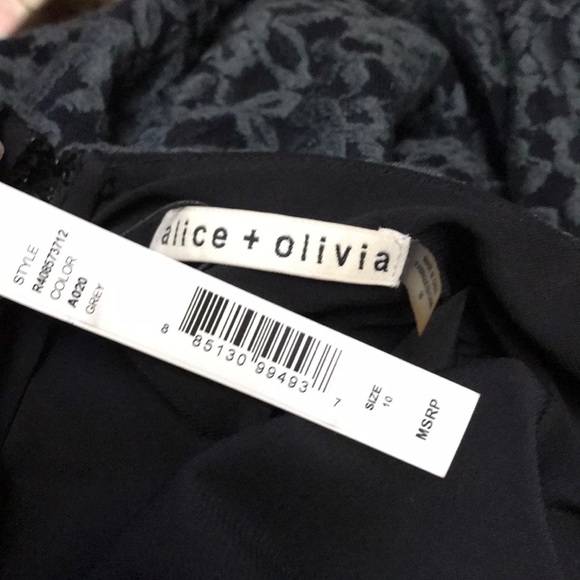 alice + olivia
STYLE
R408573712
COLOR
A020
GREY
8 85130 99493 7
SIZE
10
MSRP